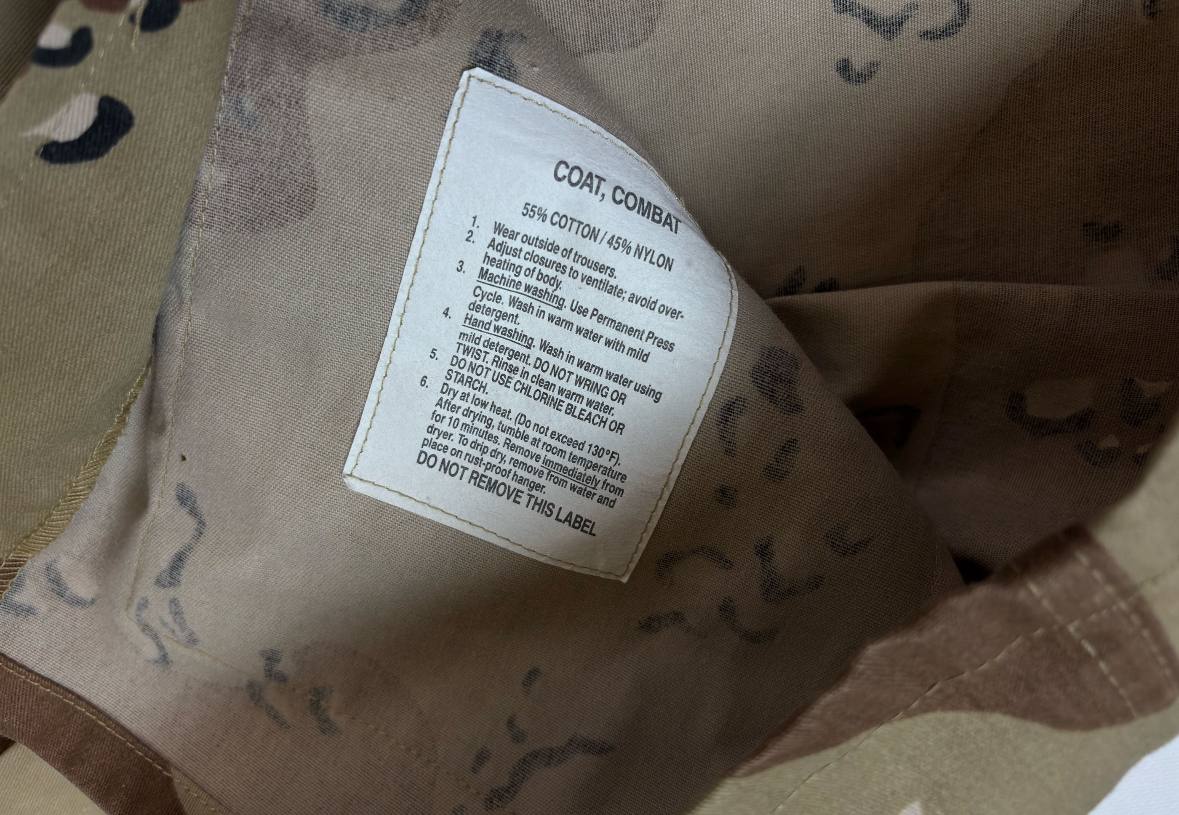 COAT, COMBAT
55% COTTON / 45% NYLON
1. Wear outside of trousers.
2. Adjust closures to ventilate; avoid over-
heating of body.
3. Machine washing. Use Permanent Press
Cycle. Wash in warm water with mild
detergent.
4. Hand washing. Wash in warm water using
mild detergent. DO NOT WRING OR
TWIST. Rinse in clean warm water.
5. DO NOT USE CHLORINE BLEACH OR
STARCH.
6. Dry at low heat. (Do not exceed 130°F).
After drying, tumble at room temperature
for 10 minutes. Remove immediately from
dryer. To drip dry, remove from water and
place on rust-proof hanger.
DO NOT REMOVE THIS LABEL